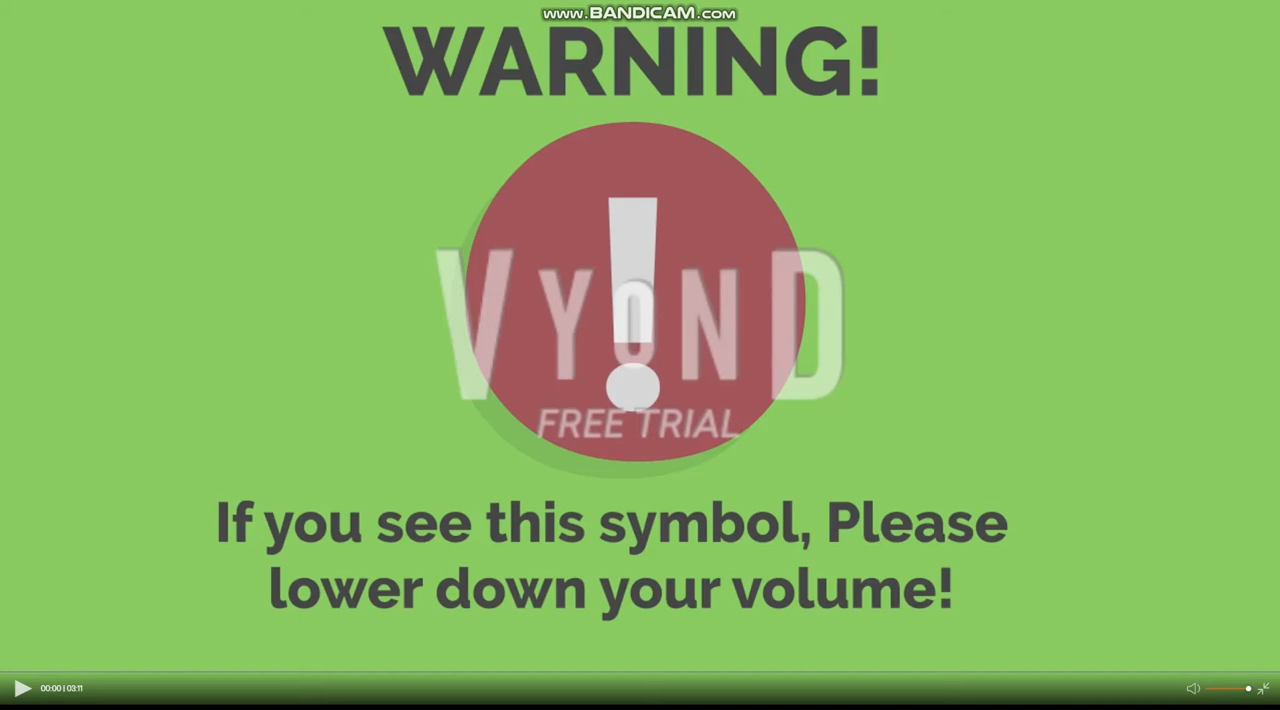 www.BANDICAM.com
WARNING!
VYOND
FREE TRIAL
If you see this symbol, Please
lower down your volume!
00:00 | 03:11